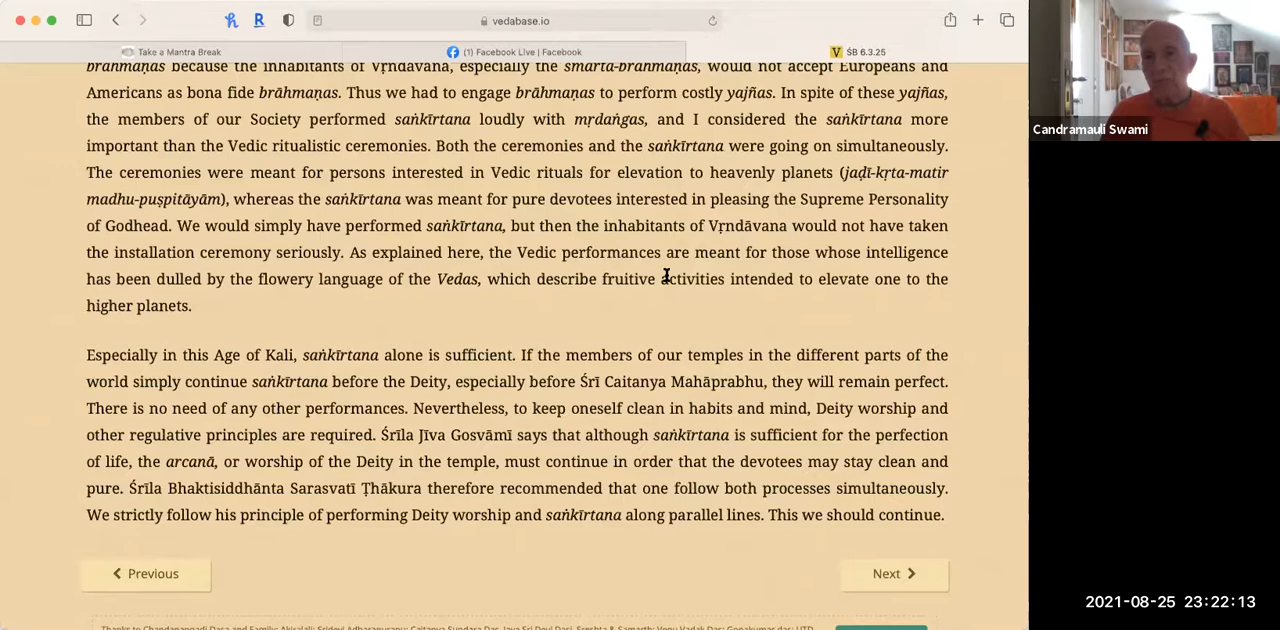 vedabase.io
Take a Mantra Break
(1) Facebook Live | Facebook
V ŚB 6.3.25
brāhmaṇas because the inhabitants of Vṛndāvana, especially the smārta-brāhmaṇas, would not accept Europeans and
Americans as bona fide brāhmaṇas. Thus we had to engage brāhmaṇas to perform costly yajñas. In spite of these yajñas,
the members of our Society performed saṅkīrtana loudly with mṛdaṅgas, and I considered the saṅkīrtana more
important than the Vedic ritualistic ceremonies. Both the ceremonies and the saṅkīrtana were going on simultaneously.
The ceremonies were meant for persons interested in Vedic rituals for elevation to heavenly planets (jaḍī-kṛta-matir
madhu-puṣpitāyām), whereas the saṅkīrtana was meant for pure devotees interested in pleasing the Supreme Personality
of Godhead. We would simply have performed saṅkīrtana, but then the inhabitants of Vṛndāvana would not have taken
the installation ceremony seriously. As explained here, the Vedic performances are meant for those whose intelligence
has been dulled by the flowery language of the Vedas, which describe fruitive activities intended to elevate one to the
higher planets.
Especially in this Age of Kali, saṅkīrtana alone is sufficient. If the members of our temples in the different parts of the
world simply continue saṅkīrtana before the Deity, especially before Śrī Caitanya Mahāprabhu, they will remain perfect.
There is no need of any other performances. Nevertheless, to keep oneself clean in habits and mind, Deity worship and
other regulative principles are required. Śrīla Jīva Gosvāmī says that although saṅkīrtana is sufficient for the perfection
of life, the arcanā, or worship of the Deity in the temple, must continue in order that the devotees may stay clean and
pure. Śrīla Bhaktisiddhānta Sarasvatī Ṭhākura therefore recommended that one follow both processes simultaneously.
We strictly follow his principle of performing Deity worship and saṅkīrtana along parallel lines. This we should continue.
Previous
Next
Candramauli Swami
2021-08-25 23:22:13